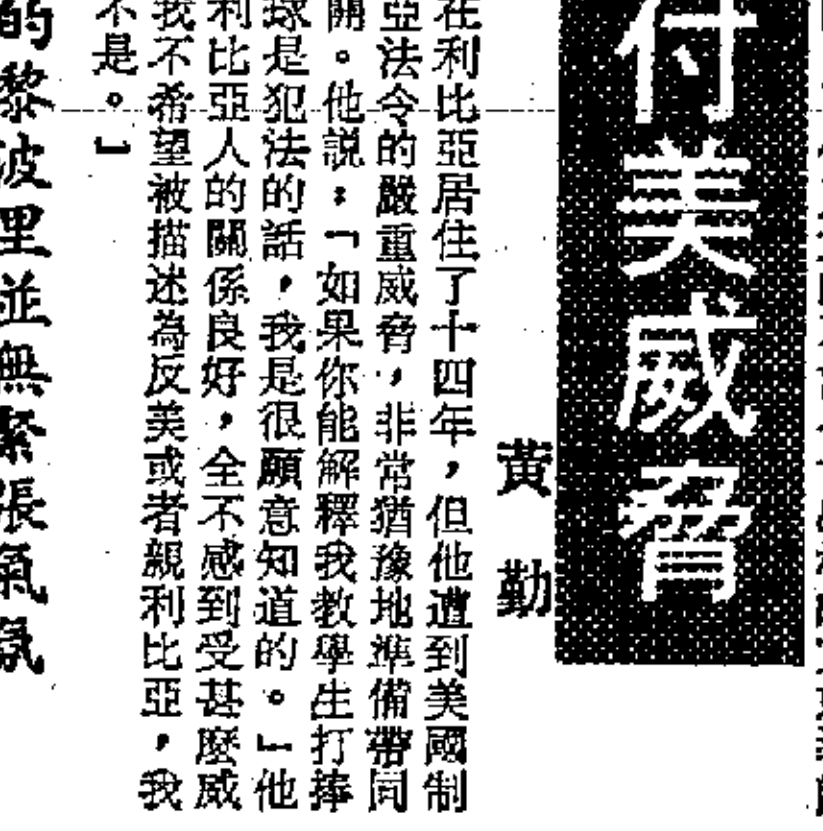 付美威脅
黃勤
在利比亞居住了十四年，但他遭到美國制
亞法令的嚴重威脅，非常猶豫地準備帶同
關。他說：「如果你能解釋我教學生打捧
球是犯法的話，我是很願意知道的。」他
利比亞人的關係良好，全不感到受甚麼威
我不希望被描述為反美或者親利比亞，我
不是。」
的黎波里並無緊張氣氛